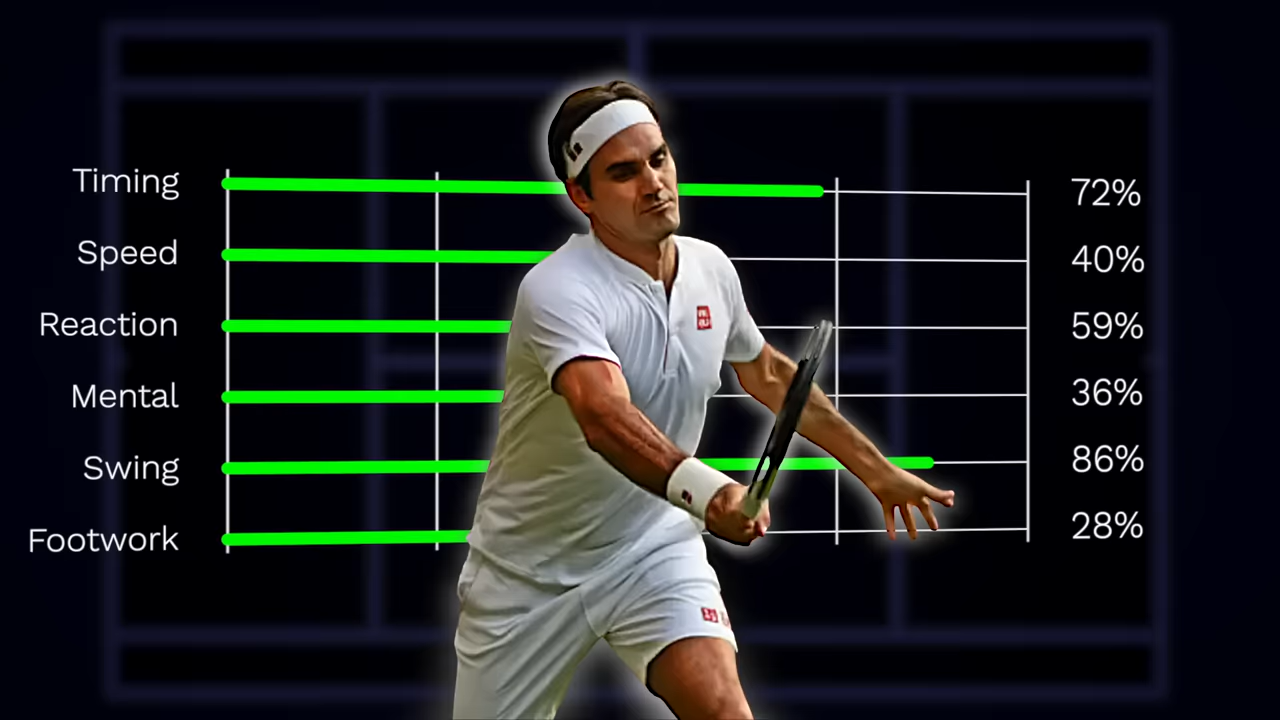 Timing 72%
Speed 40%
Reaction 59%
Mental 36%
Swing 86%
Footwork 28%